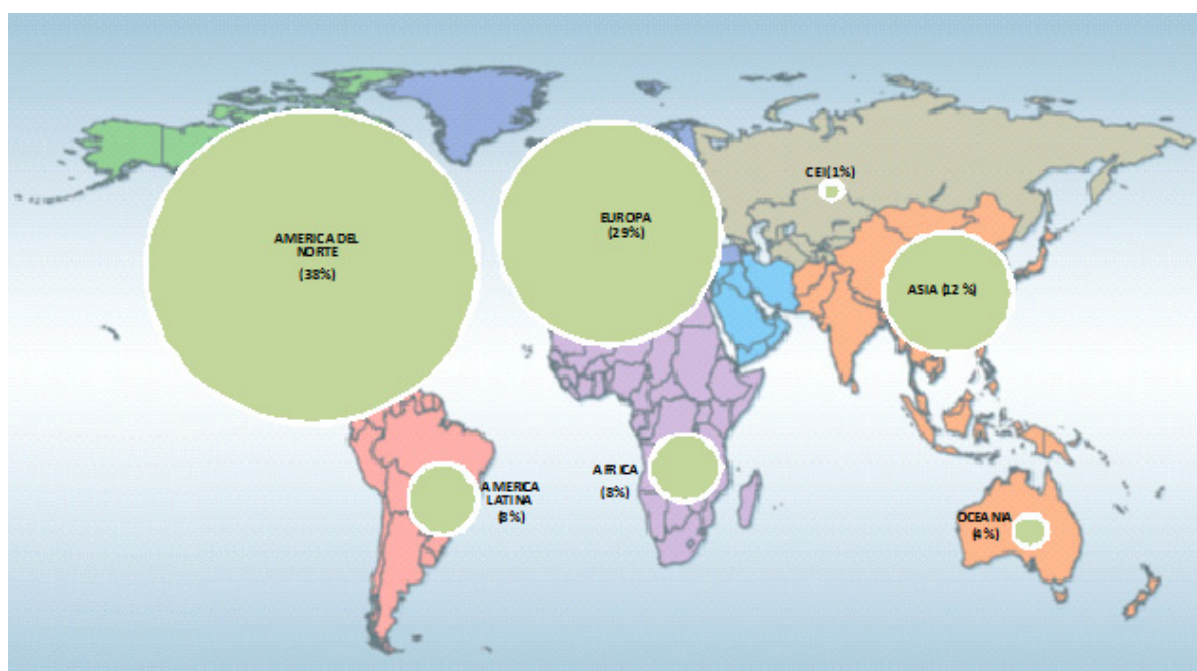 CEI(1%)
EUROPA
(29%)
AMERICA DEL
NORTE
(38%)
ASIA (12 %)
AFRICA
(8%)
AMERICA
LATINA
(8%)
OCEANIA
(4%)